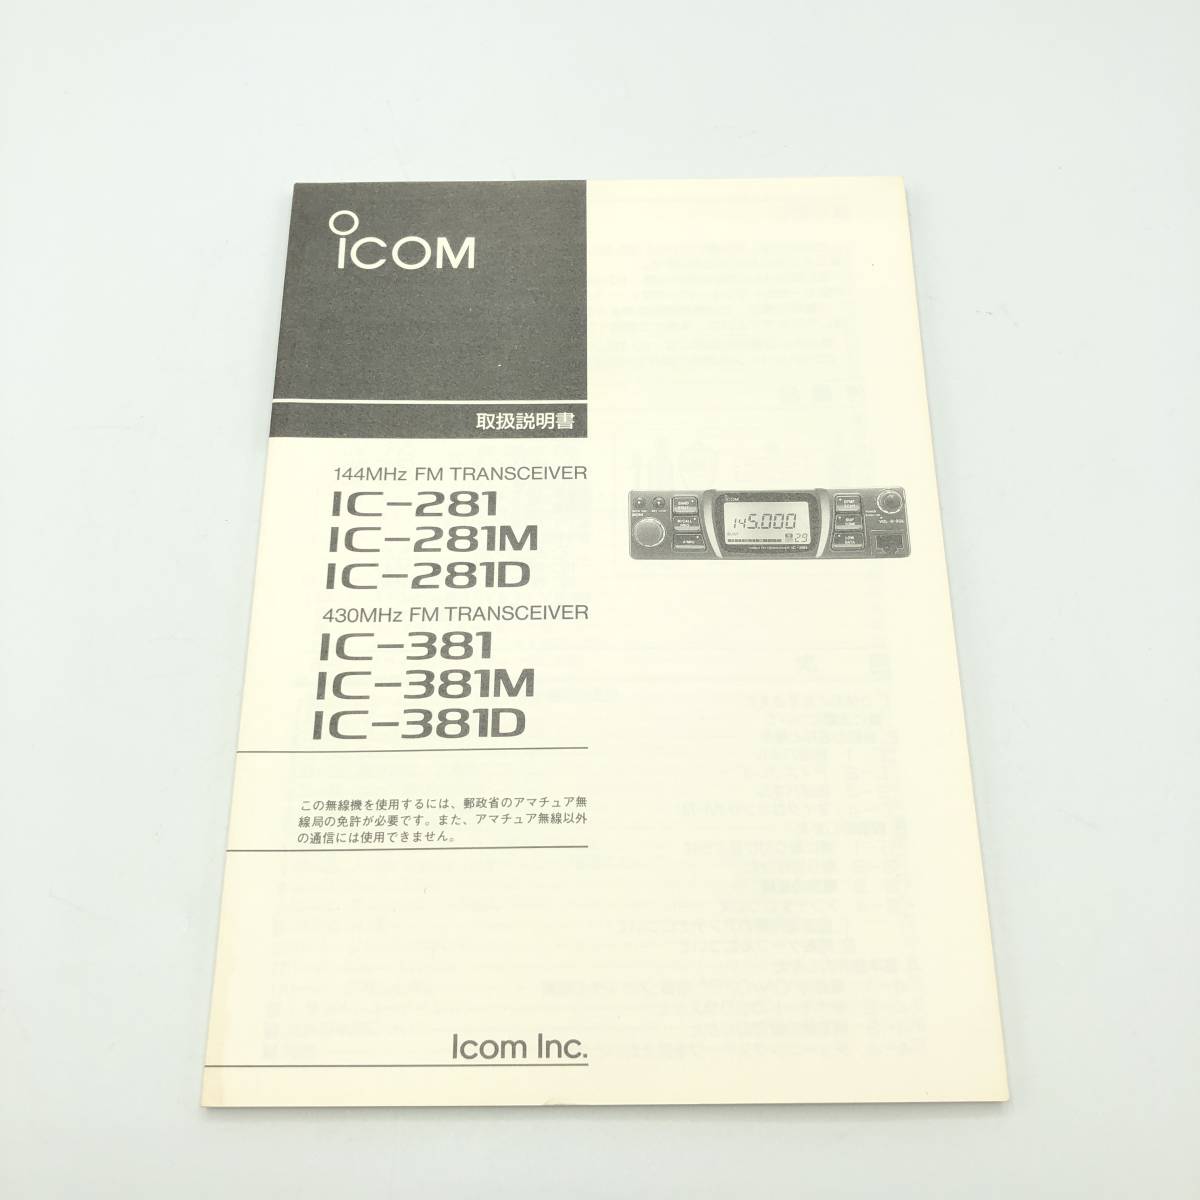 ICOM
取扱説明書
144MHz FM TRANSCEIVER
IC-281
IC-281M
IC-281D
430MHz FM TRANSCEIVER
IC-381
IC-381M
IC-381D
この無線機を使用するには、郵政省のアマチュア無
線局の免許が必要です。また、アマチュア無線以外
の通信には使用できません。
Icom Inc.
ICOM
145.000
29